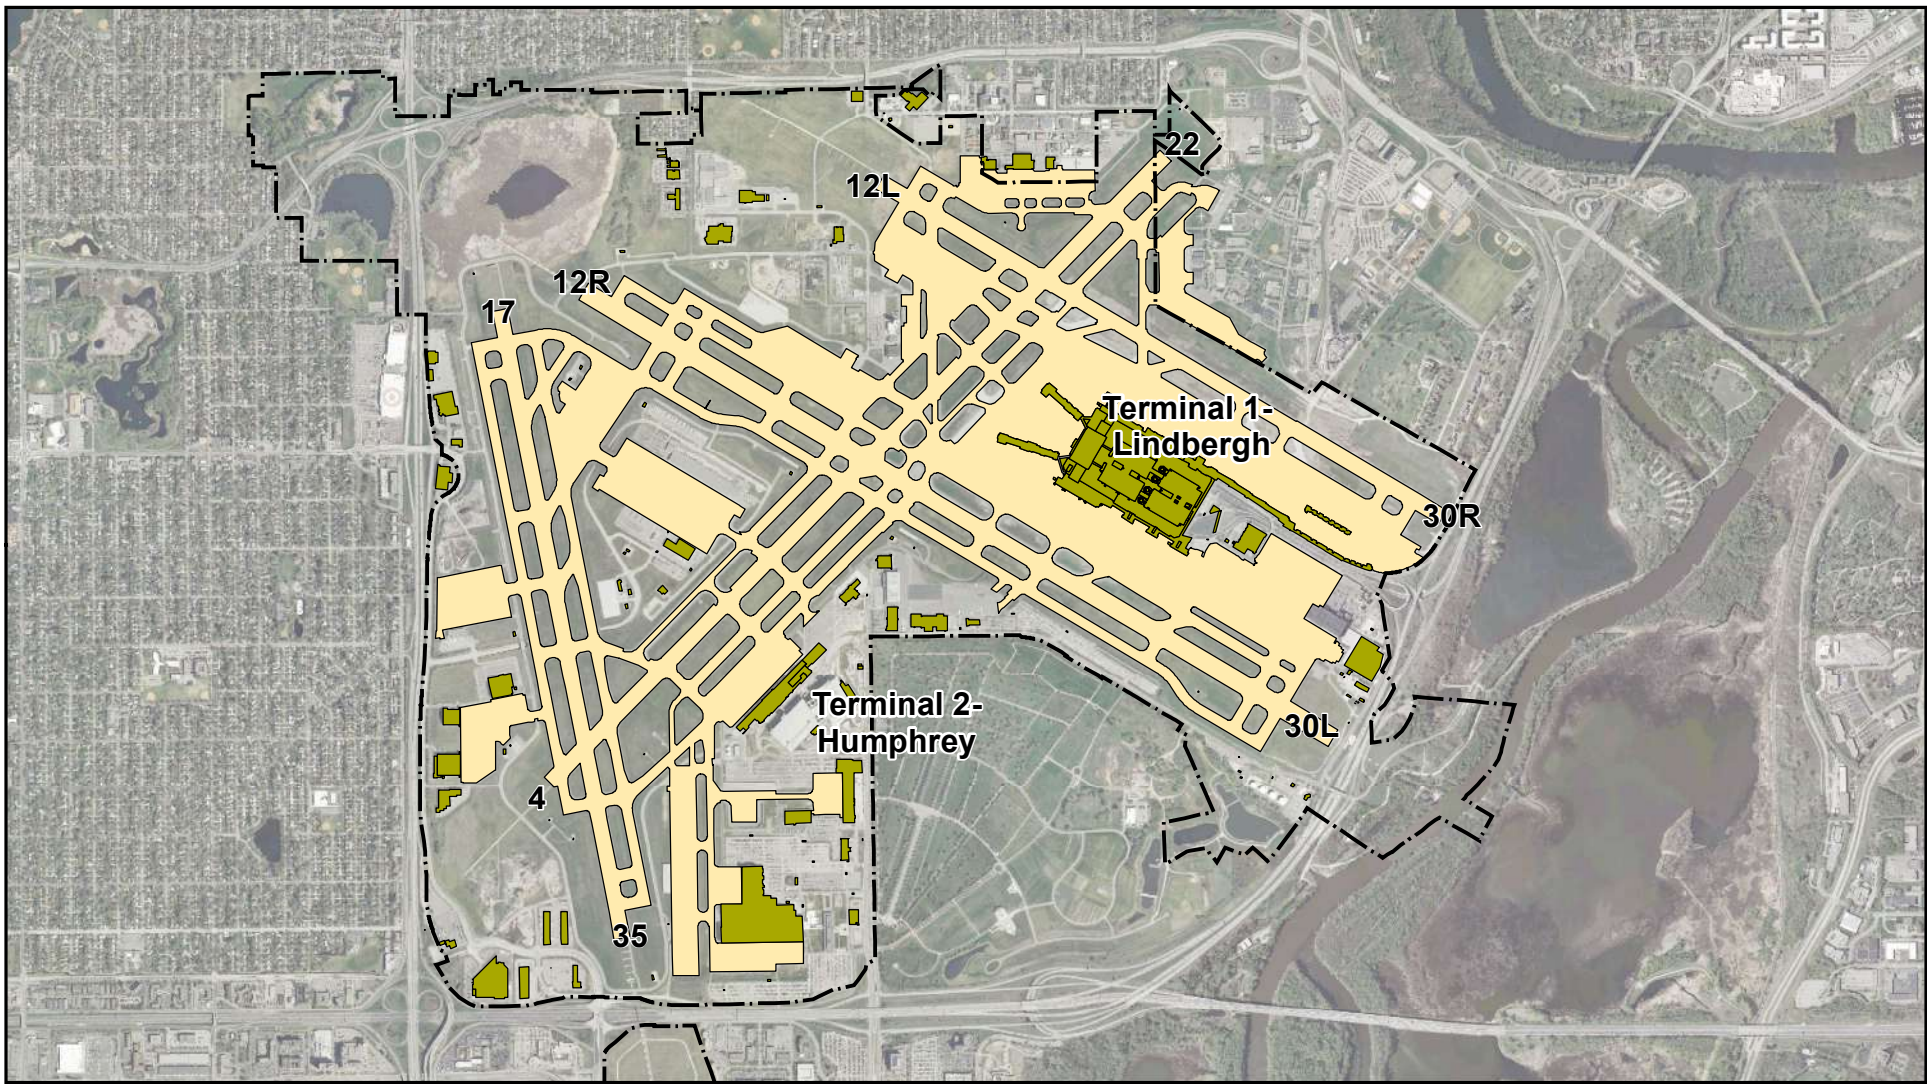 22
12L
12R
17
Terminal 1-
Lindbergh
30R
Terminal 2-
Humphrey
30L
4
35